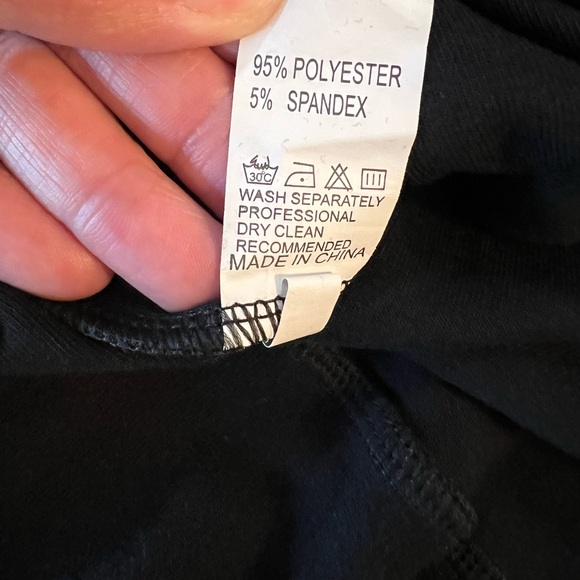 95% POLYESTER
5% SPANDEX
30°C
WASH SEPARATELY
PROFESSIONAL
DRY CLEAN
RECOMMENDED
MADE IN CHINA